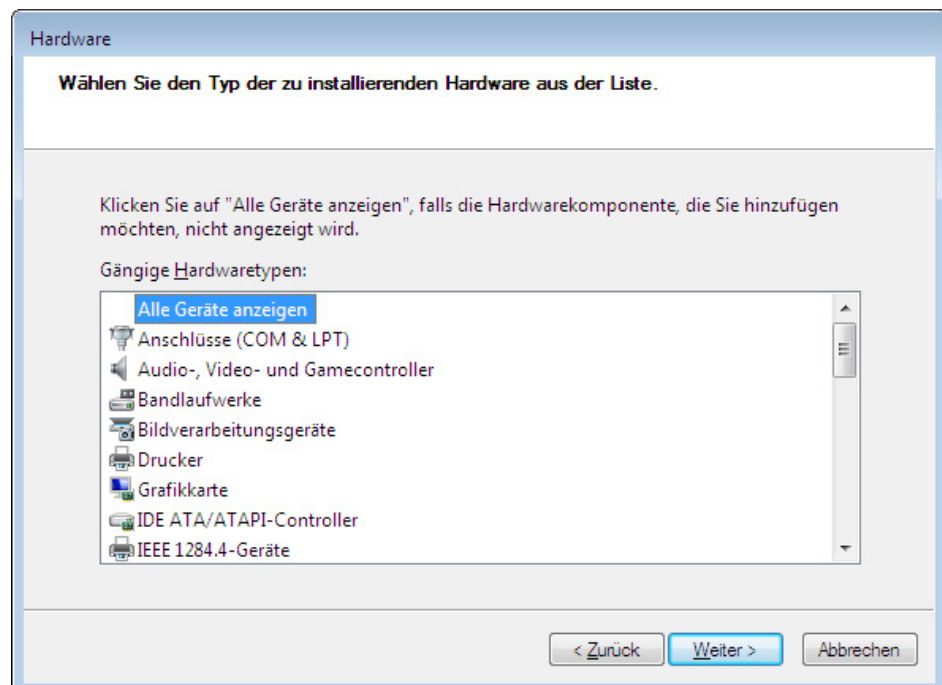 Hardware
Wählen Sie den Typ der zu installierenden Hardware aus der Liste.
Klicken Sie auf "Alle Geräte anzeigen", falls die Hardwarekomponente, die Sie hinzufügen
möchten, nicht angezeigt wird.
Gängige Hardwaretypen:
Alle Geräte anzeigen
Anschlüsse (COM & LPT)
Audio-, Video- und Gamecontroller
Bandlaufwerke
Bildverarbeitungsgeräte
Drucker
Grafikkarte
IDE ATA/ATAPI-Controller
IEEE 1284.4-Geräte
< Zurück Weiter > Abbrechen